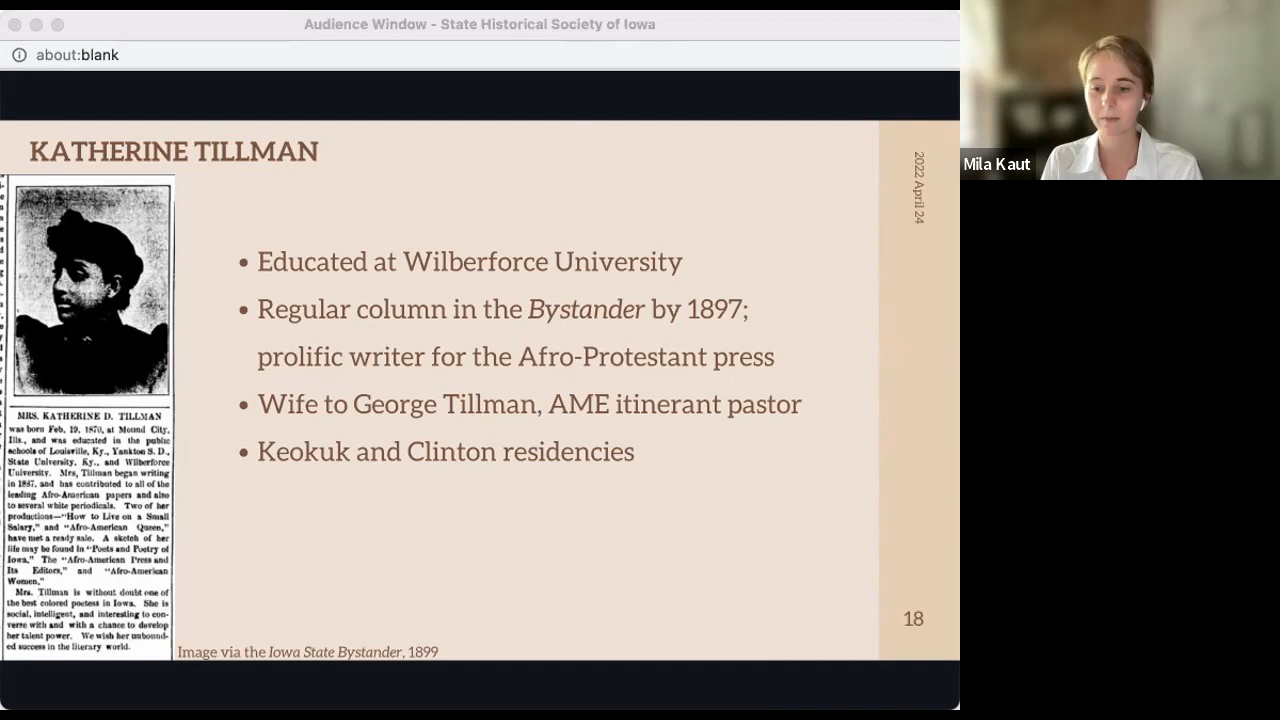 Audience Window - State Historical Society of Iowa
about:blank
KATHERINE TILLMAN
2022 April 24
Mila Kaut
• Educated at Wilberforce University
• Regular column in the Bystander by 1897;
prolific writer for the Afro-Protestant press
• Wife to George Tillman, AME itinerant pastor
• Keokuk and Clinton residencies
MRS. KATHERINE D. TILLMAN
was born Feb. 19, 1870, at Mound City,
Ills., and was educated in the public
schools of Louisville, Ky., Yankton S. D.,
State University, Ky., and Wilberforce
University. Mrs, Tillman began writing
in 1887, and has contributed to all of the
leading Afro-American papers and also
to several white periodicals. Two of her
productions—"How to Live on a Small
Salary," and "Afro-American Queen,"
have met a ready sale. A sketch of her
life may be found in "Poets and Poetry of
Iowa," The "Afro-American Press and
Its Editors," and "Afro-American
Women."
Mrs. Tillman is without doubt one of
the best colored poetess in Iowa. She is
social, intelligent, and interesting to con-
verse with and with a chance to develop
her talent power. We wish her unbound-
ed success in the literary world.
Image via the Iowa State Bystander, 1899
18